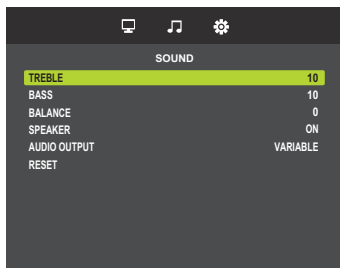 SOUND
TREBLE 10
BASS 10
BALANCE 0
SPEAKER ON
AUDIO OUTPUT VARIABLE
RESET